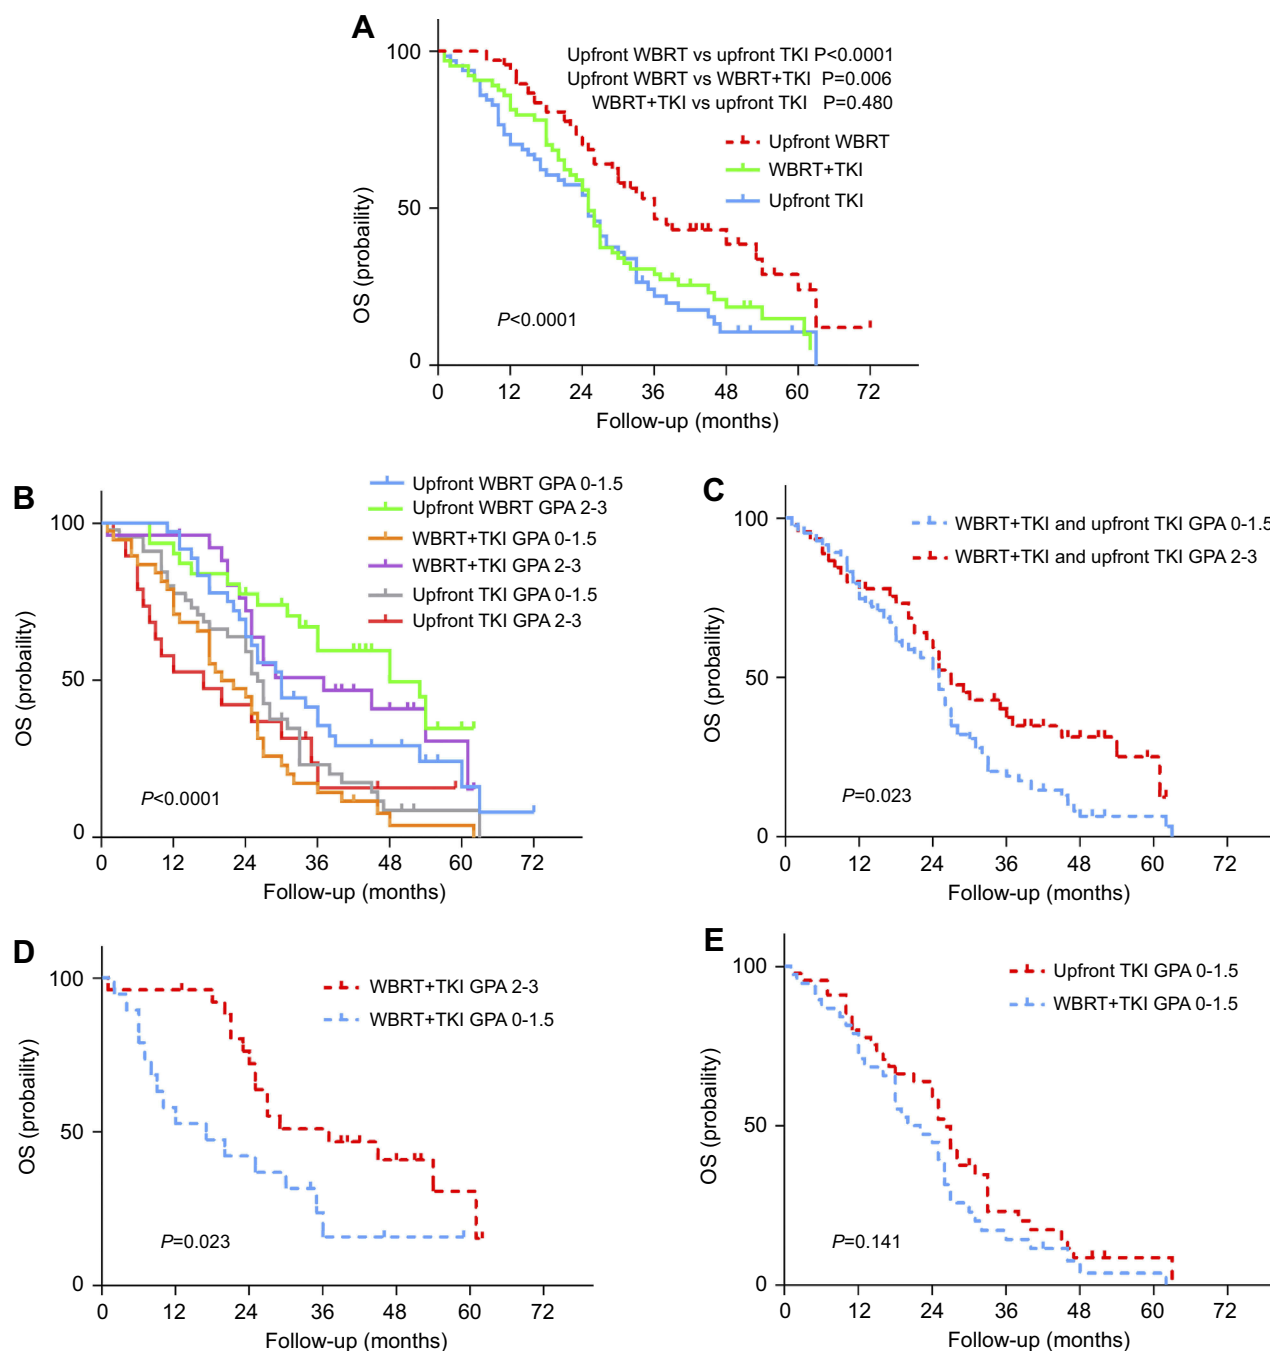 A
Upfront WBRT vs upfront TKI P<0.0001
Upfront WBRT vs WBRT+TKI P=0.006
WBRT+TKI vs upfront TKI P=0.480
Upfront WBRT
WBRT+TKI
Upfront TKI
OS (probaility)
100
50
0
P<0.0001
0 12 24 36 48 60 72
Follow-up (months)
B
Upfront WBRT GPA 0-1.5
Upfront WBRT GPA 2-3
WBRT+TKI GPA 0-1.5
WBRT+TKI GPA 2-3
Upfront TKI GPA 0-1.5
Upfront TKI GPA 2-3
OS (probaility)
100
50
0
P<0.0001
0 12 24 36 48 60 72
Follow-up (months)
C
WBRT+TKI and upfront TKI GPA 0-1.5
WBRT+TKI and upfront TKI GPA 2-3
OS (probaility)
100
50
0
P=0.023
0 12 24 36 48 60 72
Follow-up (months)
D
WBRT+TKI GPA 2-3
WBRT+TKI GPA 0-1.5
OS (probaility)
100
50
0
P=0.023
0 12 24 36 48 60 72
Follow-up (months)
E
Upfront TKI GPA 0-1.5
WBRT+TKI GPA 0-1.5
OS (probaility)
100
50
0
P=0.141
0 12 24 36 48 60 72
Follow-up (months)